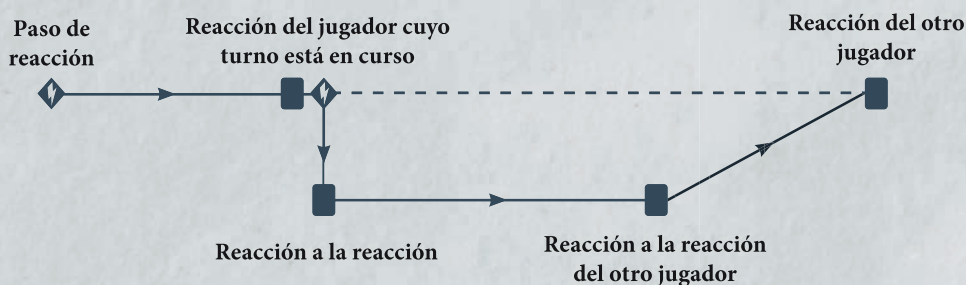 Paso de
reacción
Reacción del jugador cuyo
turno está en curso
Reacción del otro
jugador
Reacción a la reacción
Reacción a la reacción
del otro jugador